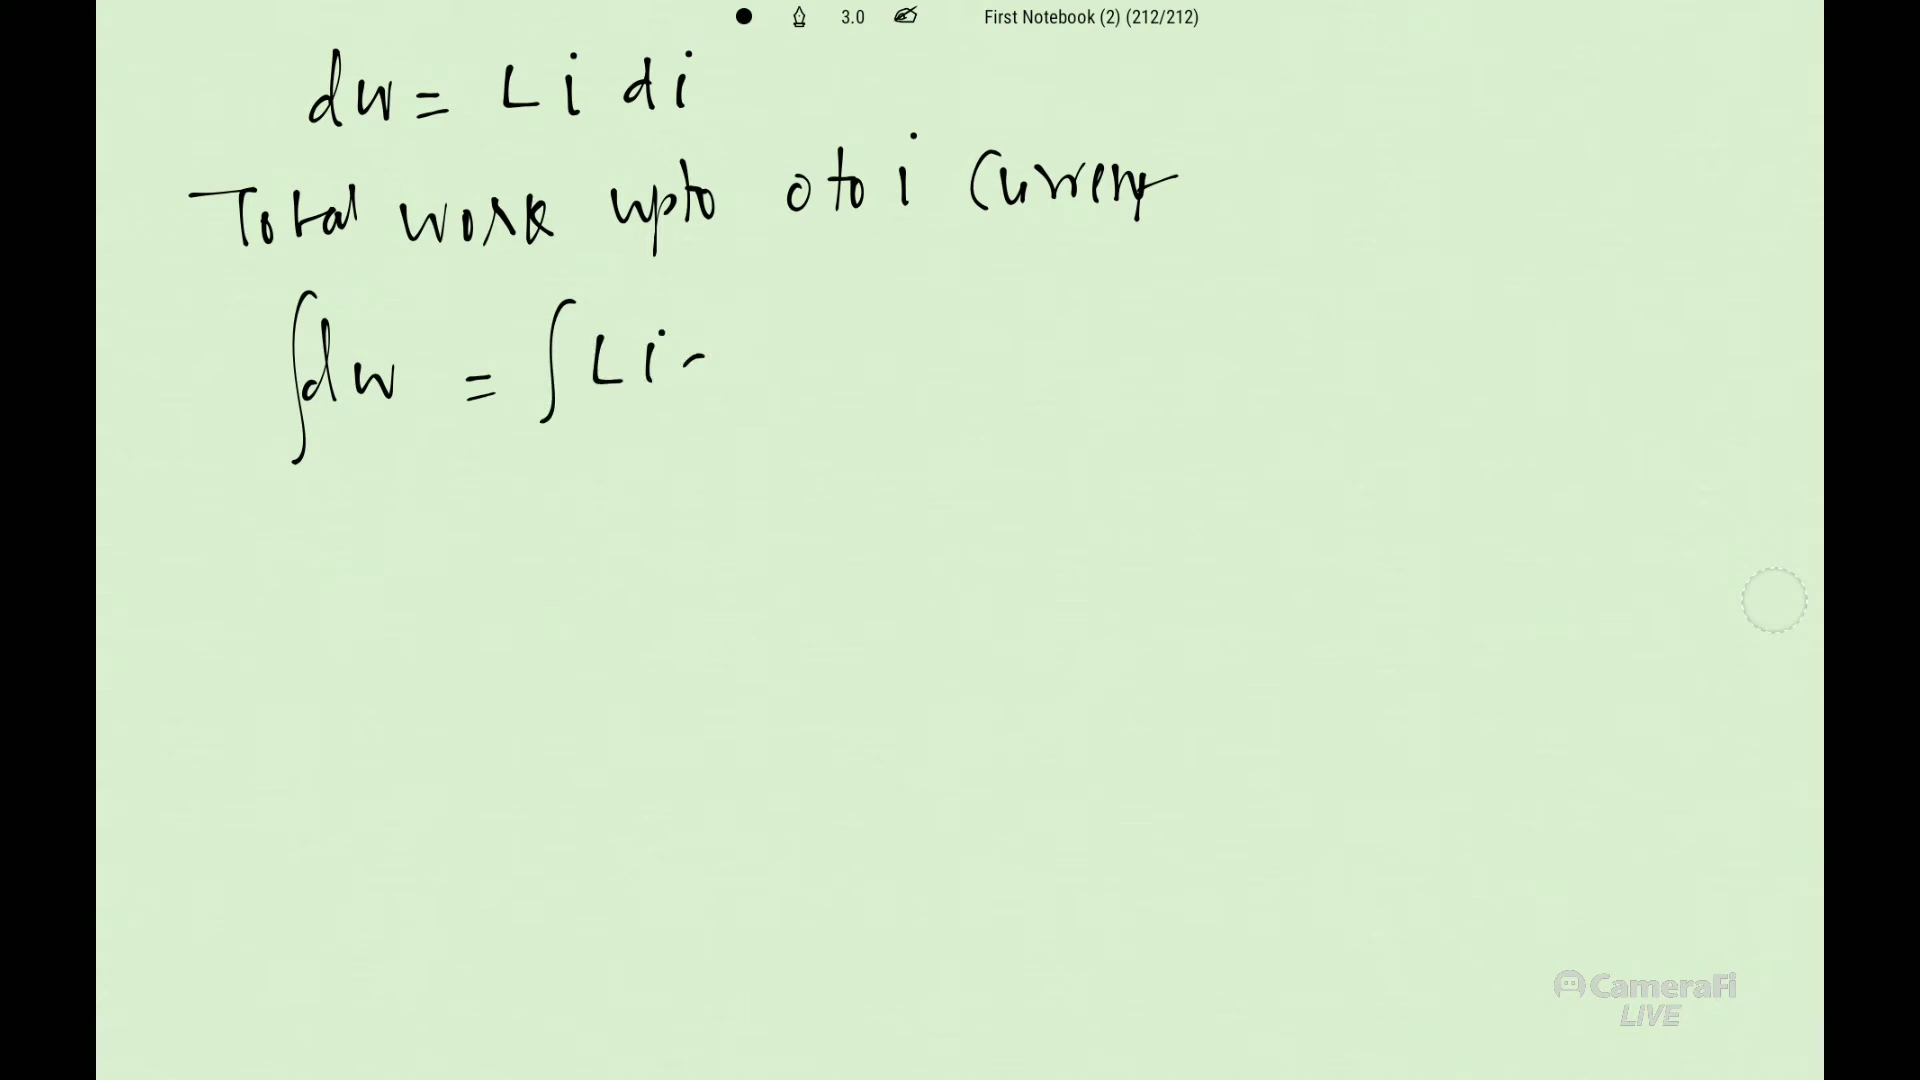 3.0 First Notebook (2) (212/212)
dw = L i di
Total work upto 0 to i current
∫dw = ∫ L i
CameraFi
LIVE